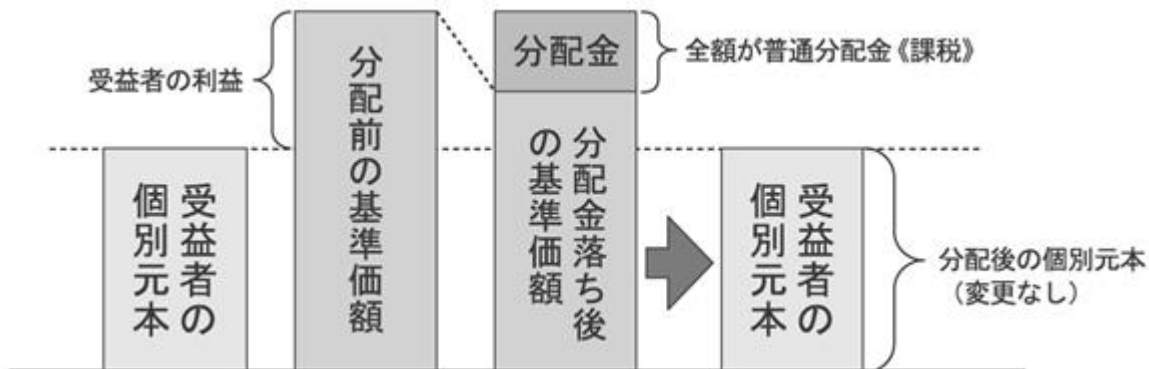 受益者の利益
受益者の
個別元本
分配前の基準価額
分配金
全額が普通分配金《課税》
分配金落ち後
の基準価額
受益者の
個別元本
分配後の個別元本
（変更なし）